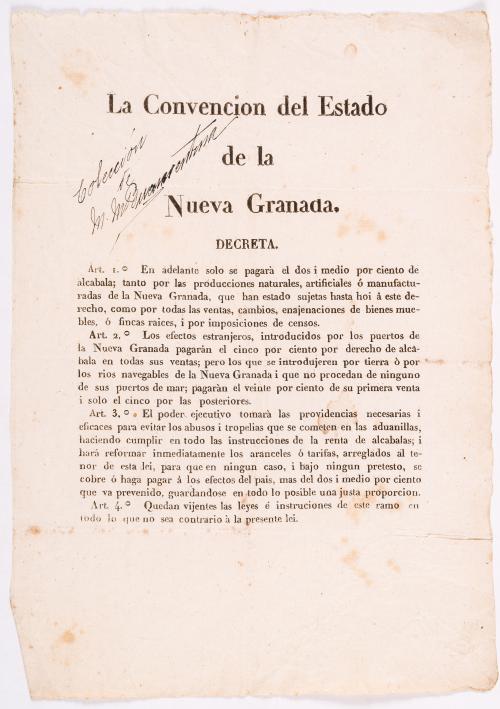 La Convencion del Estado
de la
Nueva Granada.
Coleccion
de
M. M.
DECRETA.
Art. 1.º En adelante solo se pagarà el dos i medio por ciento de
alcabala; tanto por las producciones naturales, artificiales ó manufactu-
radas de la Nueva Granada, que han estado sujetas hasta hoi â este de-
recho, como por todas las ventas, cambios, enajenaciones de bienes mue-
bles, ó fincas raices, i por imposiciones de censos.
Art. 2.º Los efectos estranjeros, introducidos por los puertos de
la Nueva Granada pagarán el cinco por ciento por derecho de alcá-
bala en todas sus ventas; pero los que se introdujeren por tierra ò por
los rios navegables de la Nueva Granada i que no procedan de ninguno
de sus puertos de mar; pagaràn el veinte por ciento de su primera venta
i solo el cinco por las posteriores.
Art. 3.º El poder ejecutivo tomarà las providencias necesarias i
eficaces para evitar los abusos i tropelias que se cometen en las aduanillas,
haciendo cumplir en todo las instrucciones de la renta de alcabalas; i
hará reformar inmediatamente los aranceles ó tarifas, arreglados al te-
nor de esta lei, para que en ningun caso, i bajo ningun pretesto, se
cobre ó haga pagar á los efectos del pais, mas del dos i medio por ciento
que va prevenido, guardandose en todo lo posible una justa proporcion.
Art. 4.º Quedan vijentes las leyes é instruciones de este ramo en
todo lo que no sea contrario à la presente lei.